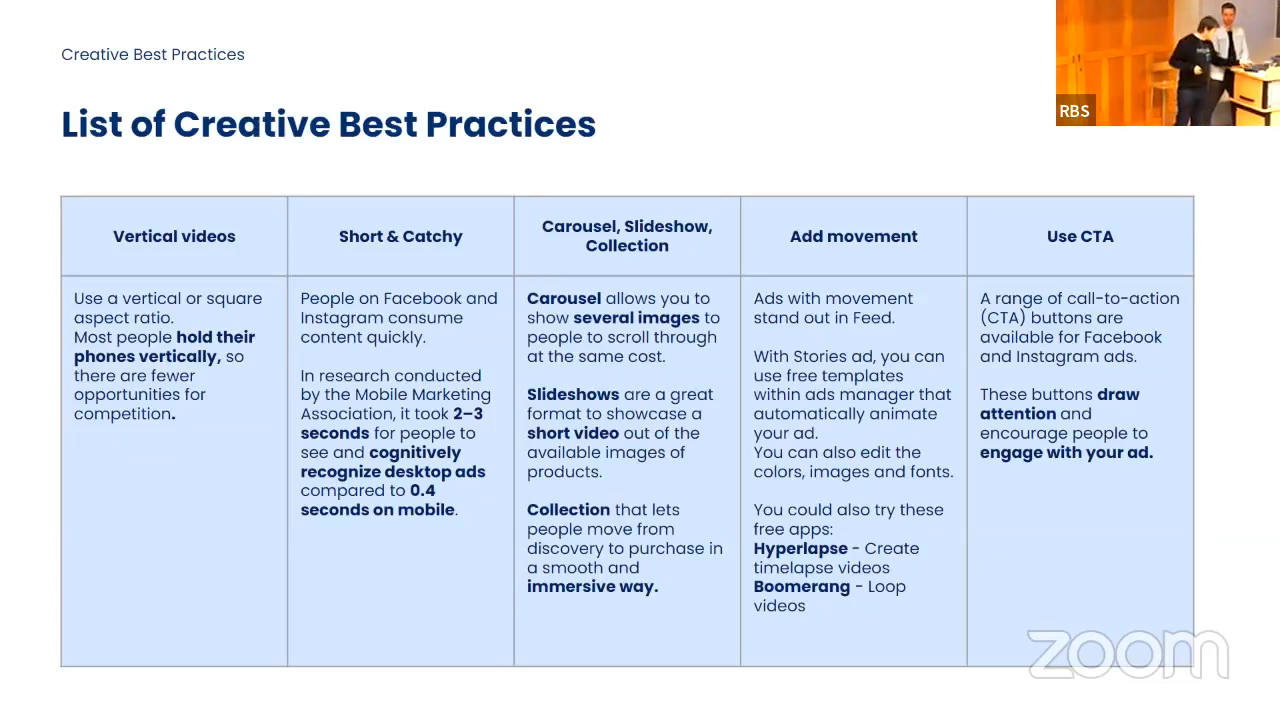 Creative Best Practices
RBS
List of Creative Best Practices
Vertical videos
Short & Catchy
Carousel, Slideshow,
Collection
Add movement
Use CTA
Use a vertical or square
aspect ratio.
Most people hold their
phones vertically, so
there are fewer
opportunities for
competition.
People on Facebook and
Instagram consume
content quickly.
In research conducted
by the Mobile Marketing
Association, it took 2–3
seconds for people to
see and cognitively
recognize desktop ads
compared to 0.4
seconds on mobile.
Carousel allows you to
show several images to
people to scroll through
at the same cost.
Slideshows are a great
format to showcase a
short video out of the
available images of
products.
Collection that lets
people move from
discovery to purchase in
a smooth and
immersive way.
Ads with movement
stand out in Feed.
With Stories ad, you can
use free templates
within ads manager that
automatically animate
your ad.
You can also edit the
colors, images and fonts.
You could also try these
free apps:
Hyperlapse - Create
timelapse videos
Boomerang - Loop
videos
A range of call-to-action
(CTA) buttons are
available for Facebook
and Instagram ads.
These buttons draw
attention and
encourage people to
engage with your ad.
zoom